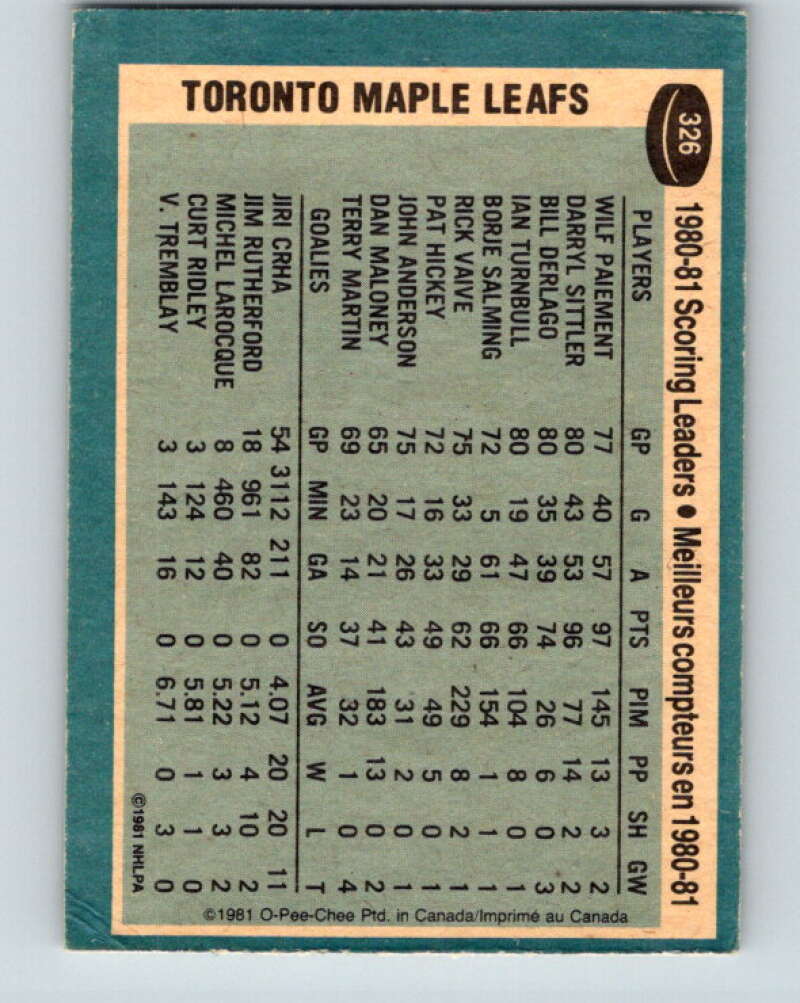 TORONTO MAPLE LEAFS
326
1980-81 Scoring Leaders • Meilleurs compteurs en 1980-81
PLAYERS GP G A PTS PIM PP SH GW
WILF PAIEMENT 77 40 57 97 145 13 3 2
DARRYL SITTLER 80 43 53 96 77 14 2 2
BILL DERLAGO 80 35 39 74 26 6 0 3
IAN TURNBULL 80 19 47 66 104 8 0 1
BORJE SALMING 72 5 61 66 154 1 1 1
RICK VAIVE 75 33 29 62 229 8 2 1
PAT HICKEY 72 16 33 49 49 5 0 1
JOHN ANDERSON 75 17 26 43 31 2 0 1
DAN MALONEY 65 20 21 41 183 13 0 2
TERRY MARTIN 69 23 14 37 32 1 0 4
GOALIES GP MIN GA SO AVG W L T
JIRI CRHA 54 3112 211 0 4.07 20 20 11
JIM RUTHERFORD 18 961 82 0 5.12 4 10 2
MICHEL LAROCQUE 8 460 40 0 5.22 3 3 2
CURT RIDLEY 3 124 12 0 5.81 1 1 0
V. TREMBLAY 3 143 16 0 6.71 0 3 0
©1981 NHLPA
©1981 O-Pee-Chee Ptd. in Canada/Imprimé au Canada